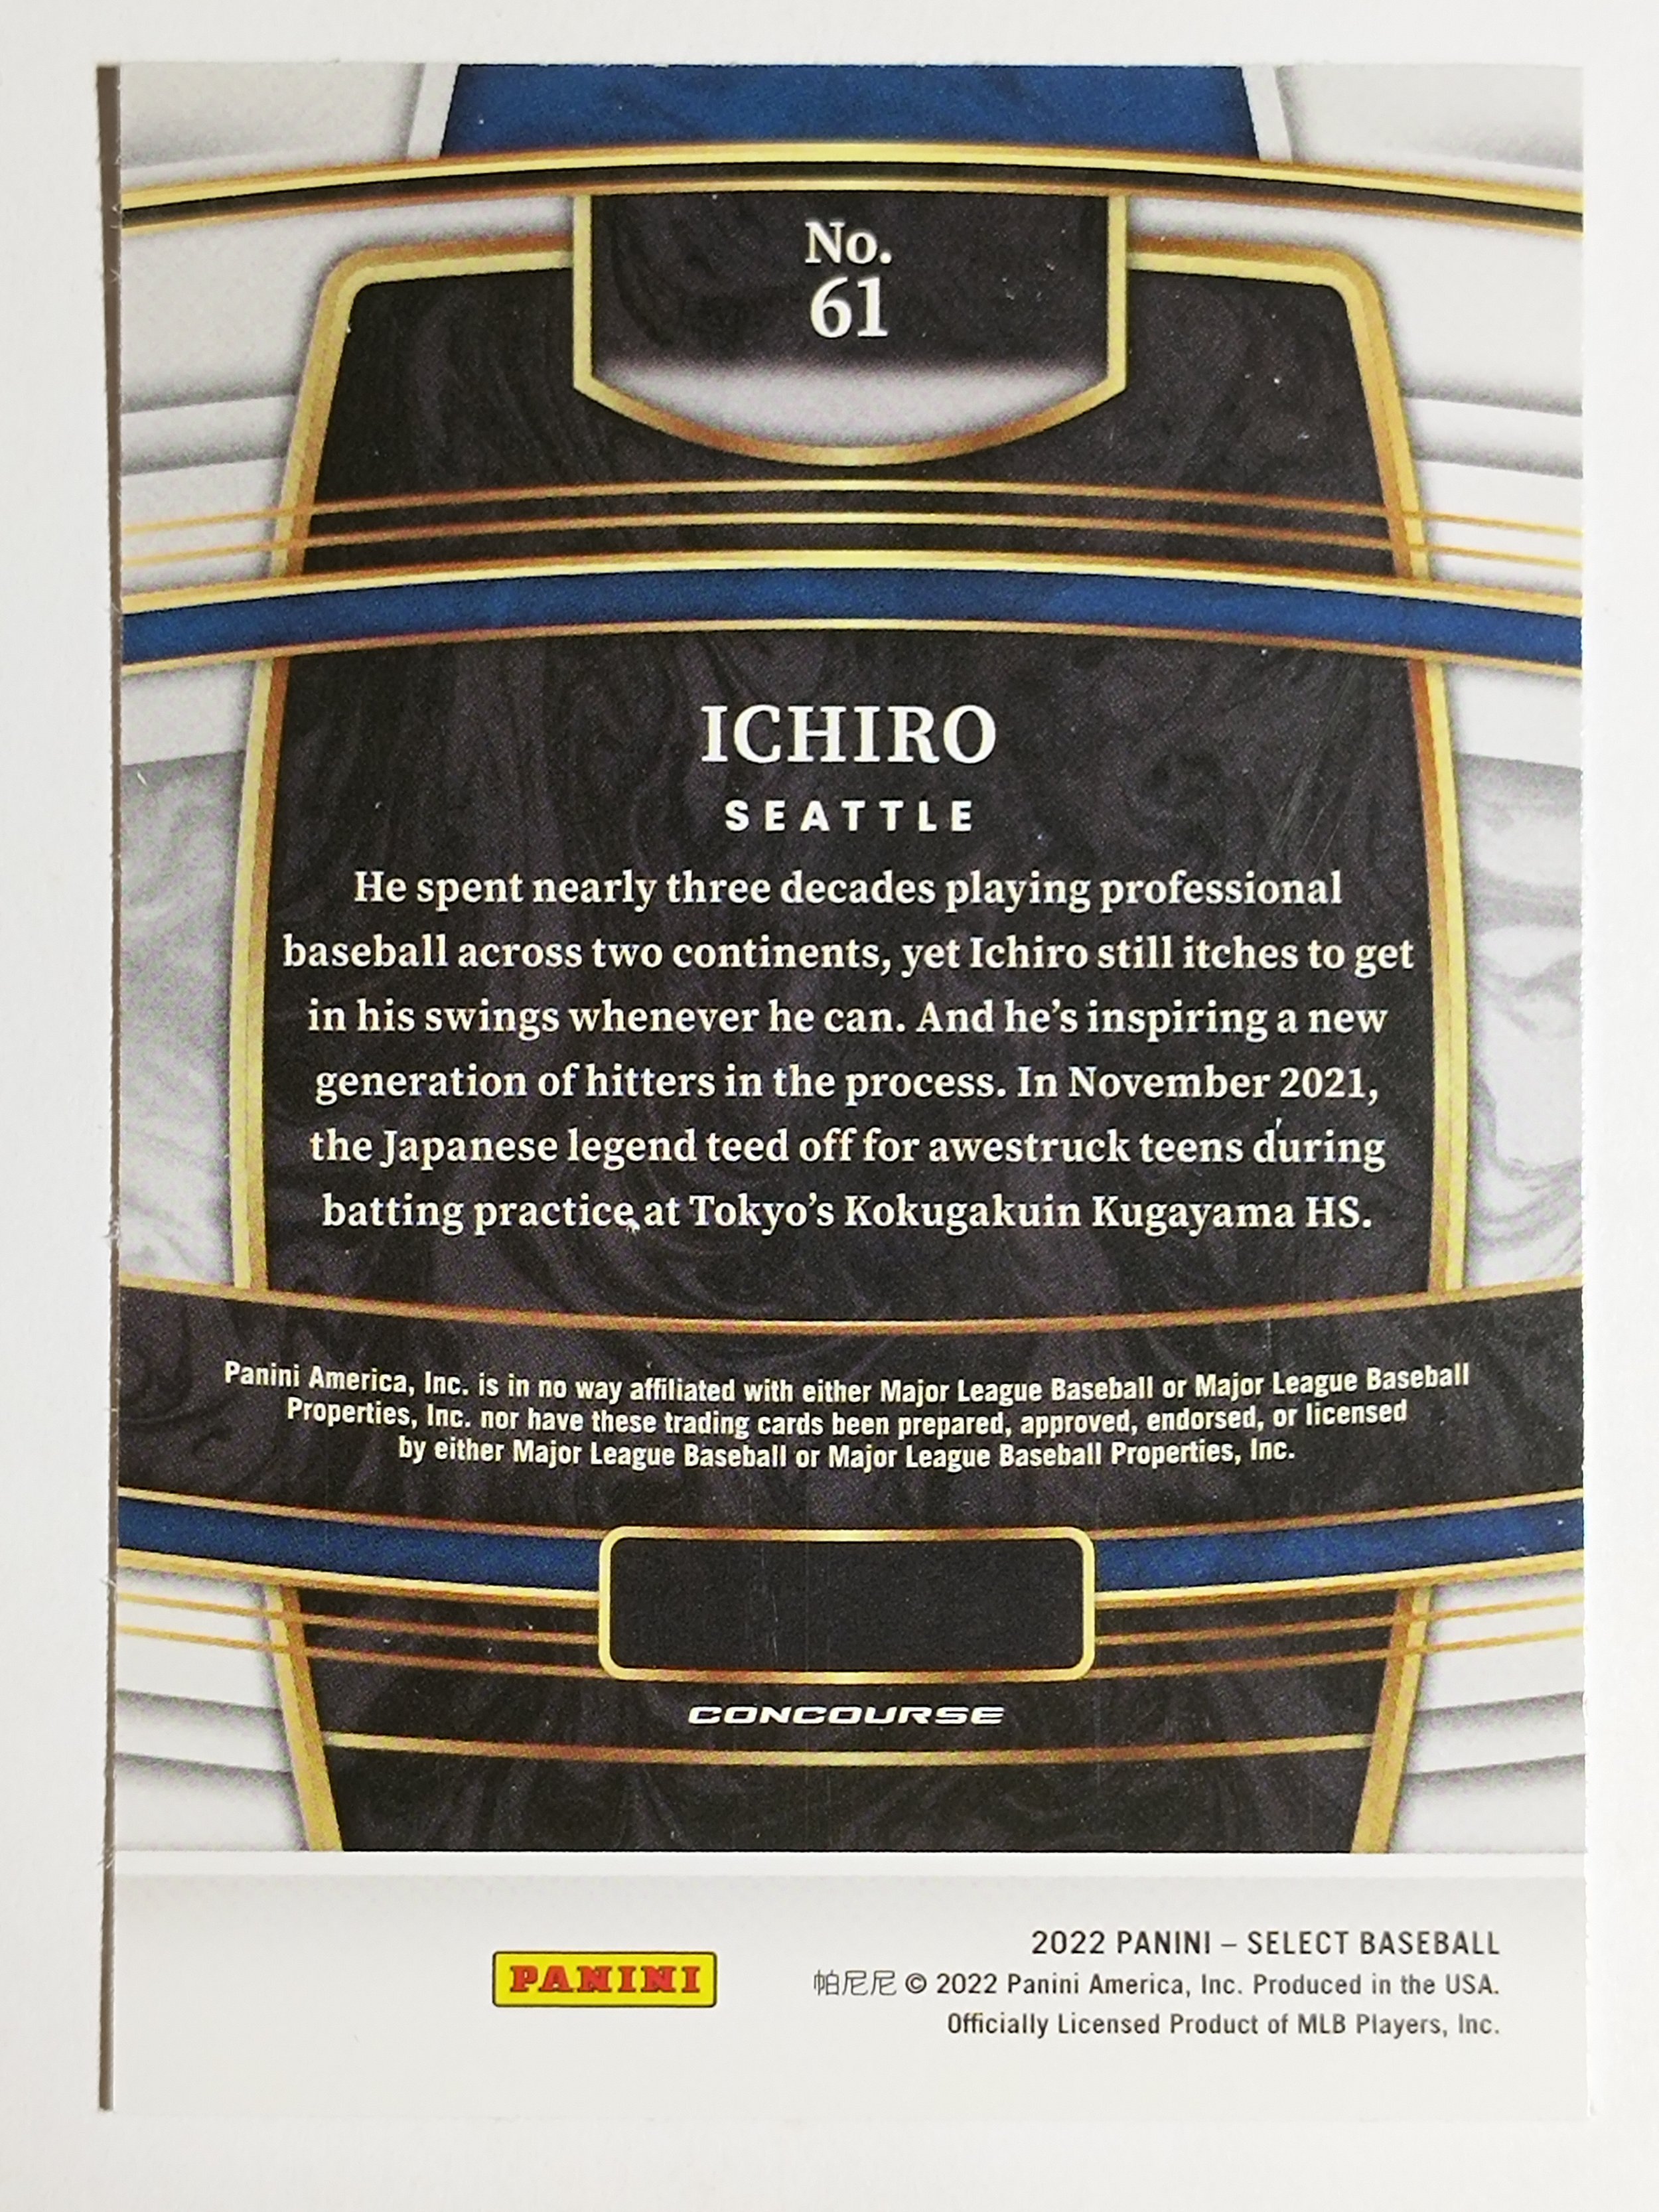 No.
61
ICHIRO
SEATTLE
He spent nearly three decades playing professional
baseball across two continents, yet Ichiro still itches to get
in his swings whenever he can. And he’s inspiring a new
generation of hitters in the process. In November 2021,
the Japanese legend teed off for awestruck teens during
batting practice at Tokyo’s Kokugakuin Kugayama HS.
Panini America, Inc. is in no way affiliated with either Major League Baseball or Major League Baseball
Properties, Inc. nor have these trading cards been prepared, approved, endorsed, or licensed
by either Major League Baseball or Major League Baseball Properties, Inc.
CONCOURSE
PANINI
2022 PANINI – SELECT BASEBALL
帕尼尼 © 2022 Panini America, Inc. Produced in the USA.
Officially Licensed Product of MLB Players, Inc.